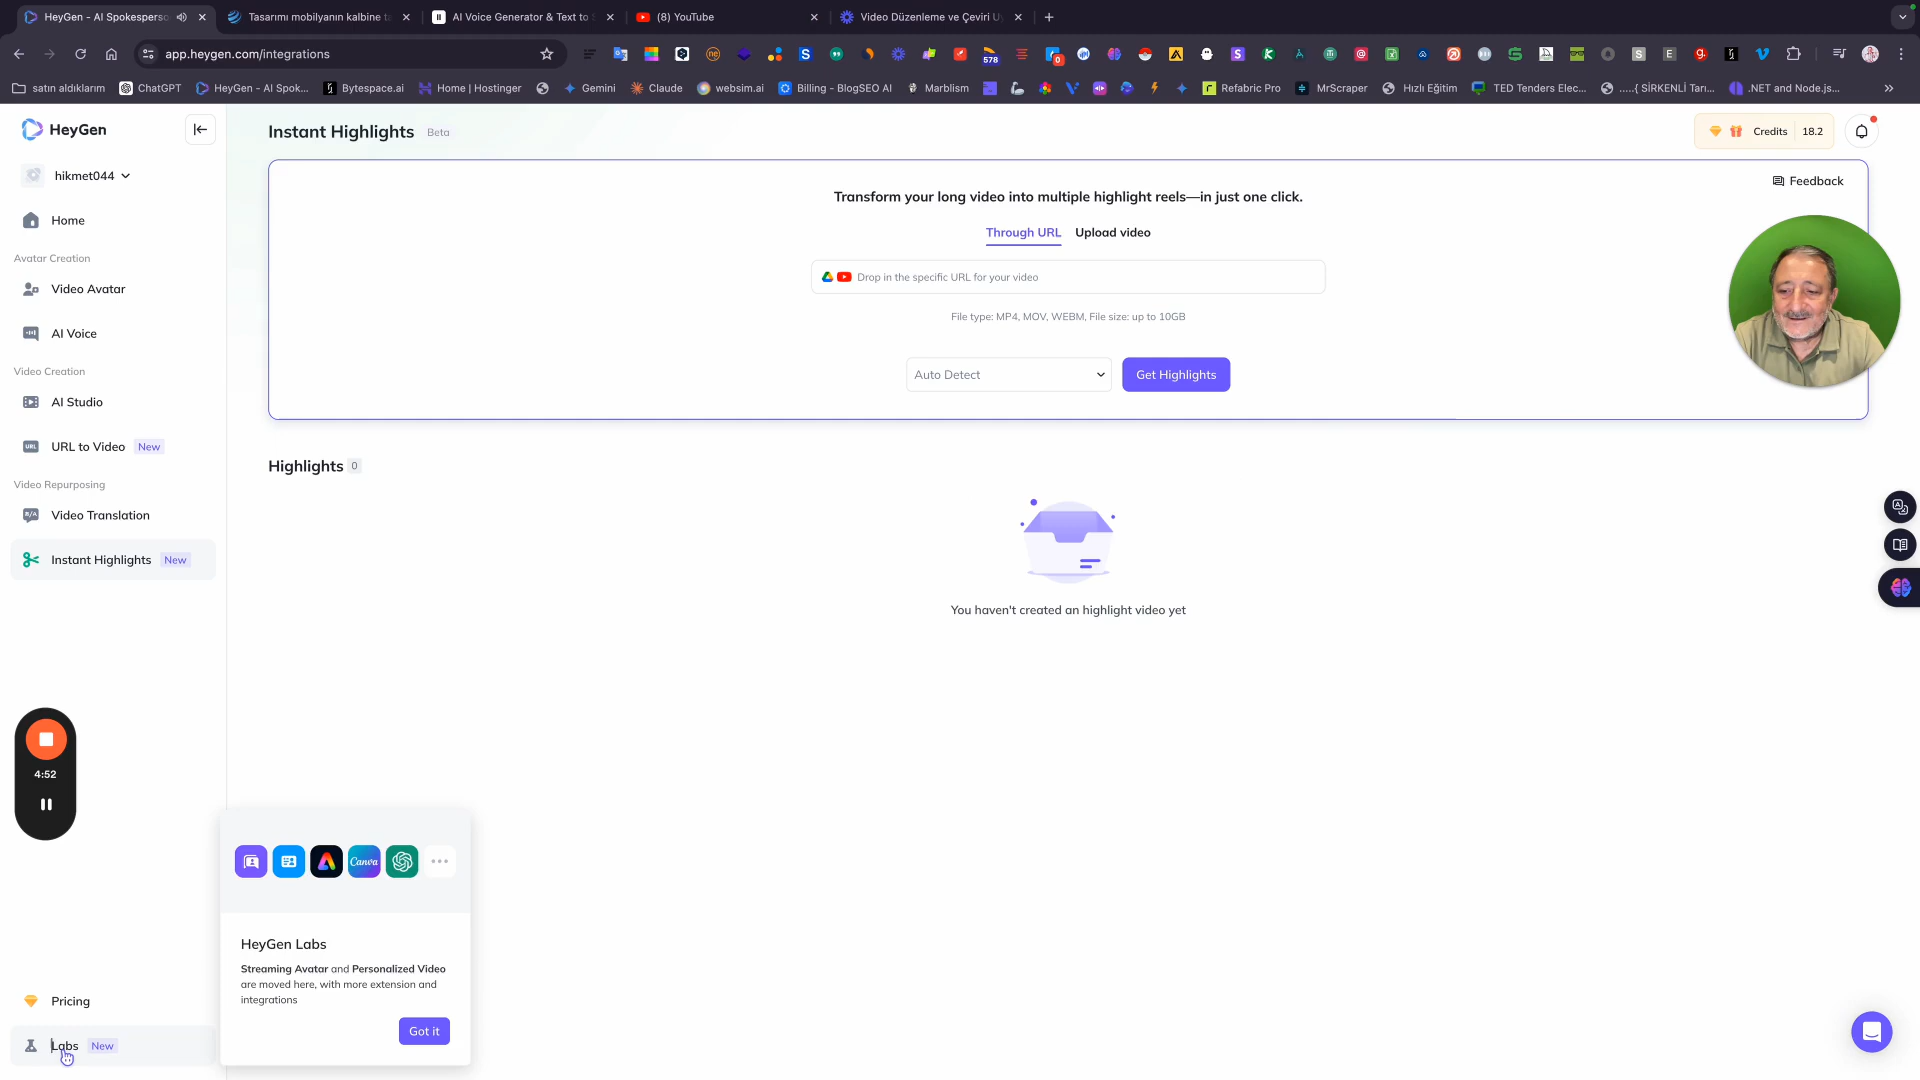 HeyGen - AI Spokesperso
Tasarımı mobilyanın kalbine ta
AI Voice Generator & Text to S
(8) YouTube
Video Düzenleme ve Çeviri U
app.heygen.com/integrations
578
0
satın aldıklarım
ChatGPT
HeyGen - AI Spok...
Bytespace.ai
Home | Hostinger
Gemini
Claude
websim.ai
Billing - BlogSEO AI
Marblism
Refabric Pro
MrScraper
Hızlı Eğitim
TED Tenders Elec...
.....{ SİRKENLİ Tarı...
.NET and Node.js...
HeyGen
Instant Highlights Beta
Credits 18.2
hikmet044
Feedback
Transform your long video into multiple highlight reels—in just one click.
Home
Through URL
Upload video
Avatar Creation
Drop in the specific URL for your video
Video Avatar
File type: MP4, MOV, WEBM, File size: up to 10GB
AI Voice
Video Creation
Auto Detect
Get Highlights
AI Studio
URL to Video New
Highlights 0
Video Repurposing
Video Translation
Instant Highlights New
You haven't created an highlight video yet
4:52
Canva
HeyGen Labs
Streaming Avatar and Personalized Video
are moved here, with more extension and
integrations
Pricing
Got it
Labs New